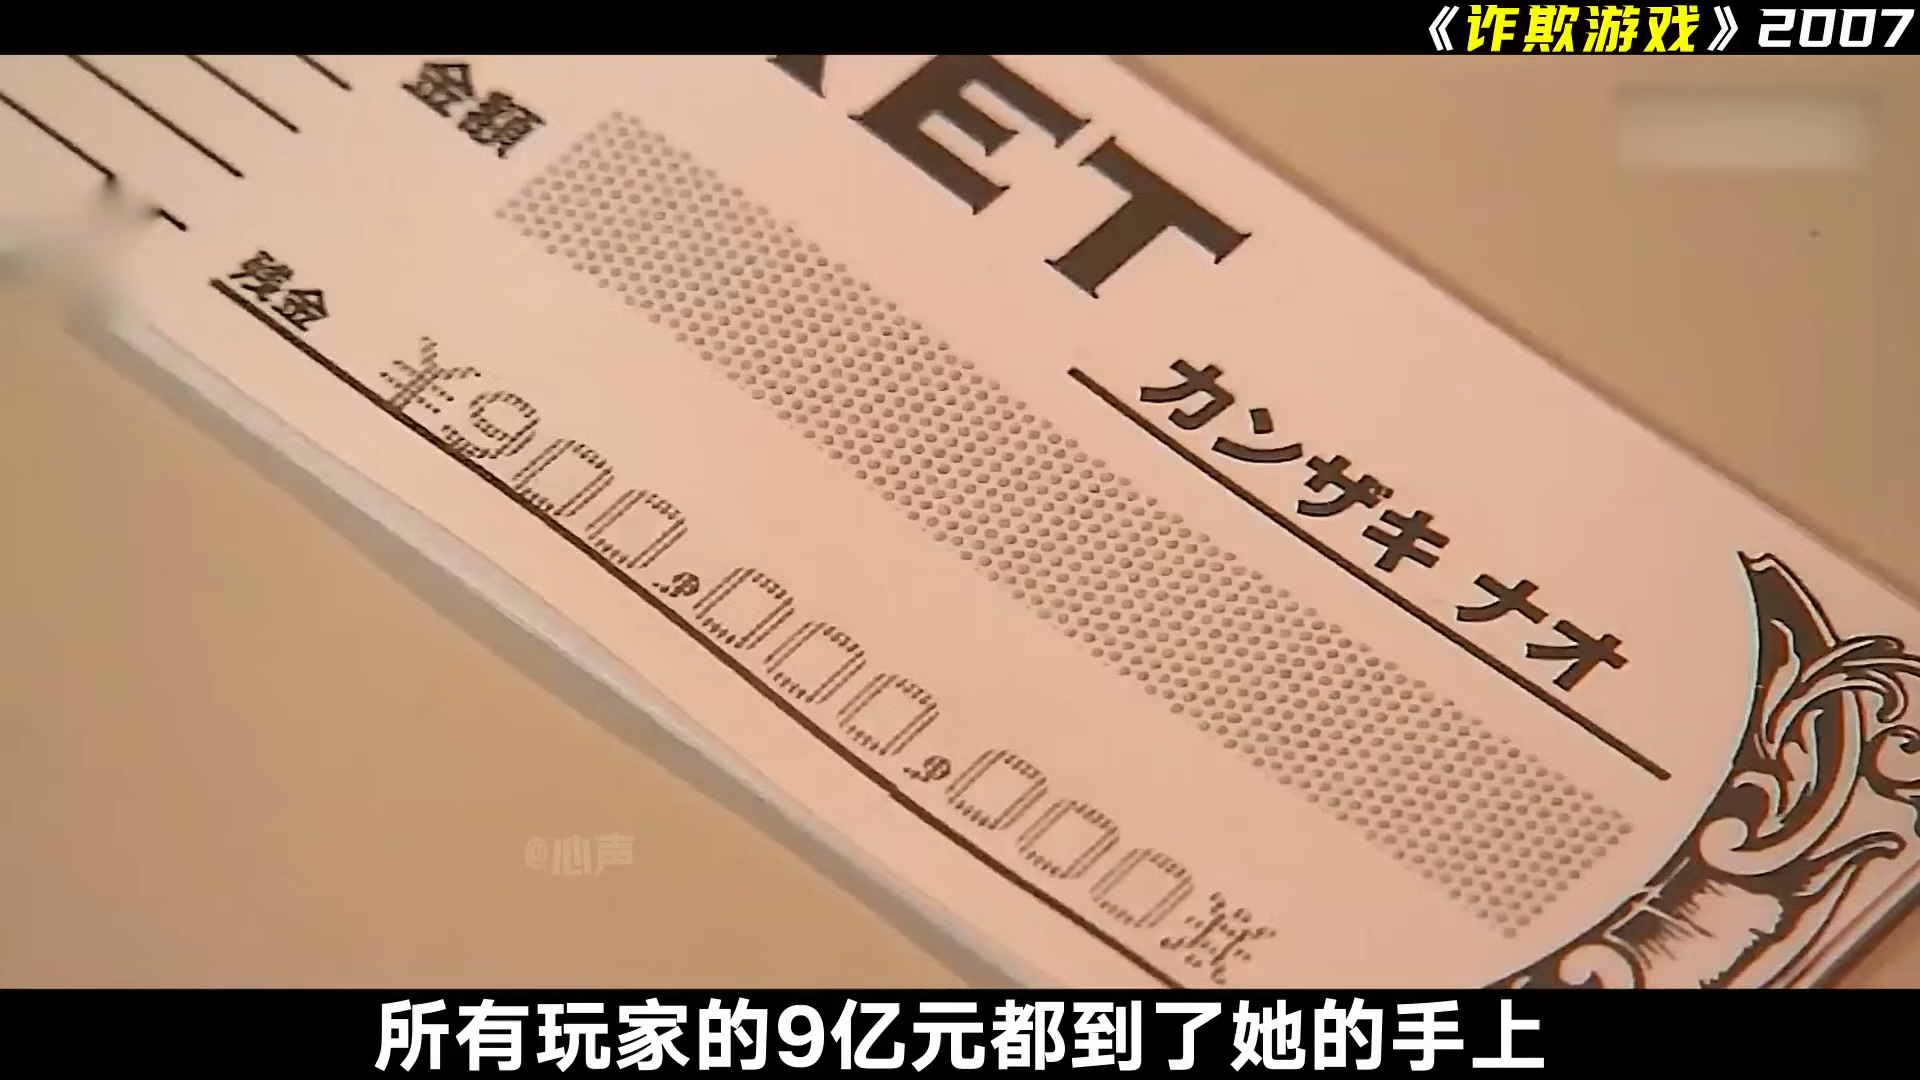 《诈欺游戏》2007
金額
ET
残金
¥900,000,000※
カンザキ ナオ
@心声
所有玩家的9亿元都到了她的手上